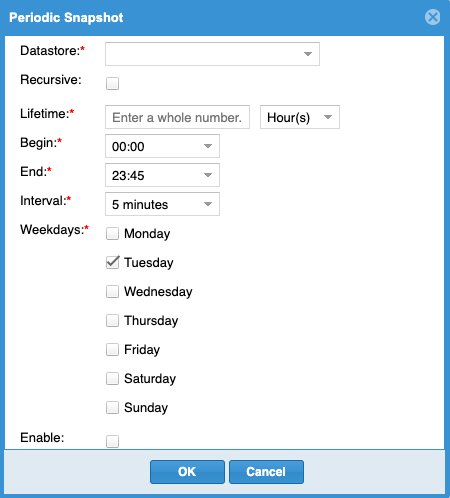 Periodic Snapshot
Datastore:*
Recursive:
Lifetime:* Enter a whole number. Hour(s)
Begin:* 00:00
End:* 23:45
Interval:* 5 minutes
Weekdays:* Monday
Tuesday
Wednesday
Thursday
Friday
Saturday
Sunday
Enable:
OK Cancel